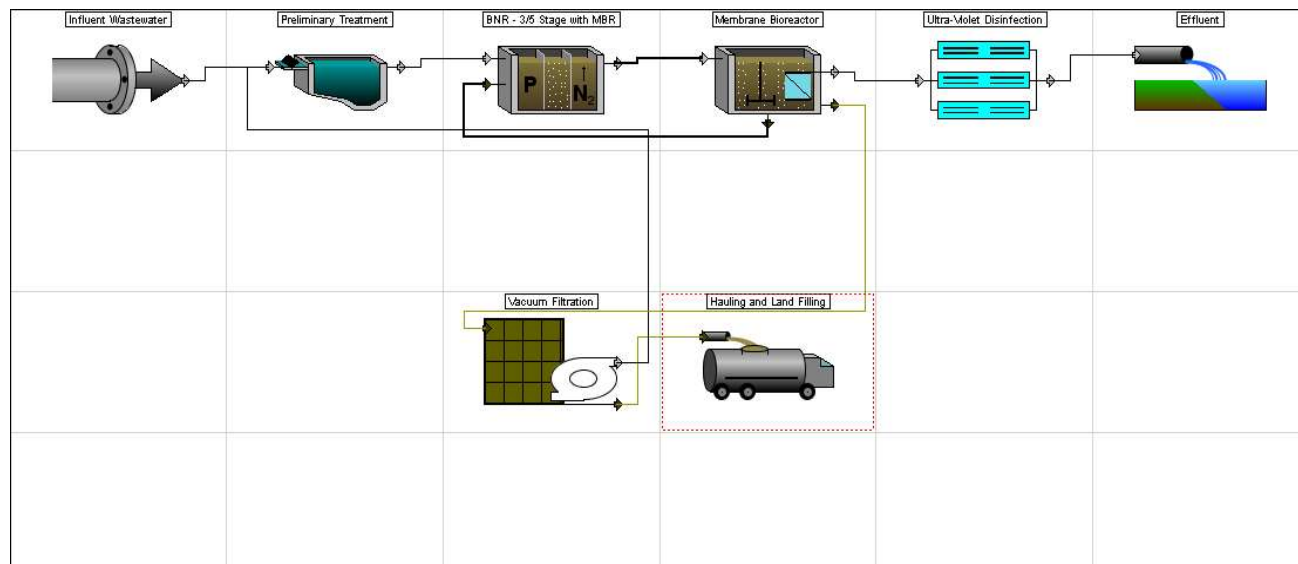 Influent Wastewater
Preliminary Treatment
BNR - 3/5 Stage with MBR
Membrane Bioreactor
Ultra-Violet Disinfection
Effluent
P
N2
Vacuum Filtration
Hauling and Land Filling